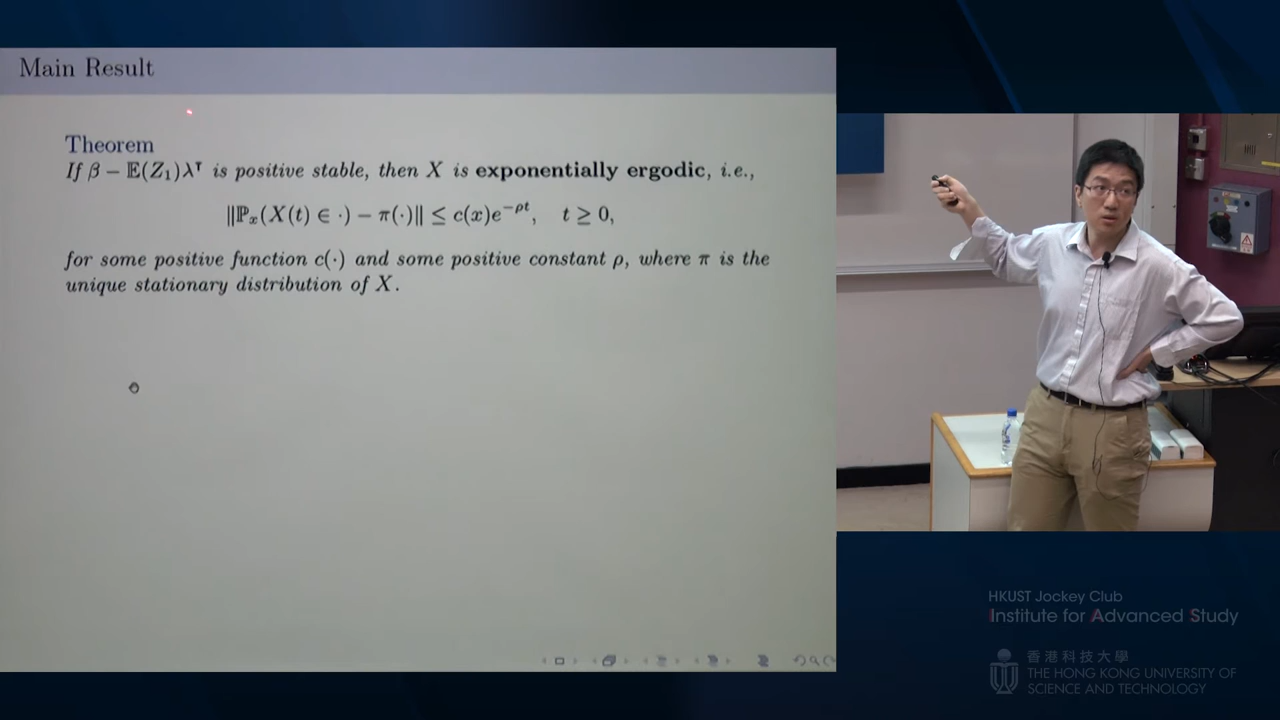 Main Result
Theorem
If β − 𝔼(Z₁)λᵀ is positive stable, then X is exponentially ergodic, i.e.,
‖ℙₓ(X(t) ∈ ·) − π(·)‖ ≤ c(x)e^{−ρt}, t ≥ 0,
for some positive function c(·) and some positive constant ρ, where π is the
unique stationary distribution of X.
HKUST Jockey Club
Institute for Advanced Study
香港科技大學
THE HONG KONG UNIVERSITY OF
SCIENCE AND TECHNOLOGY